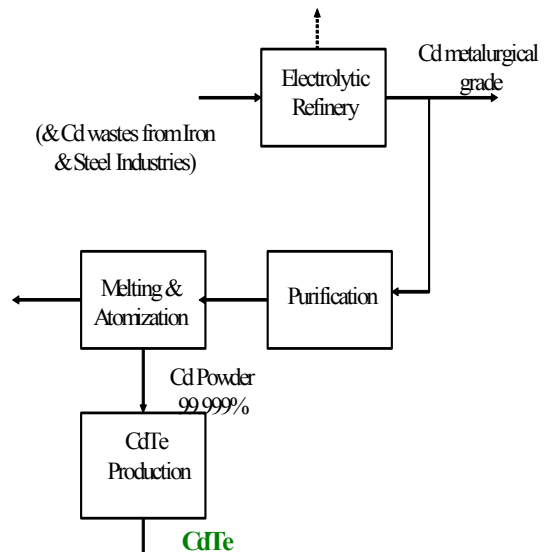 Electrolytic
Refinery
Cd metalurgical
grade
(& Cd wastes from Iron
& Steel Industries)
Melting &
Atomization
Purification
Cd Powder
99.999%
CdTe
Production
CdTe